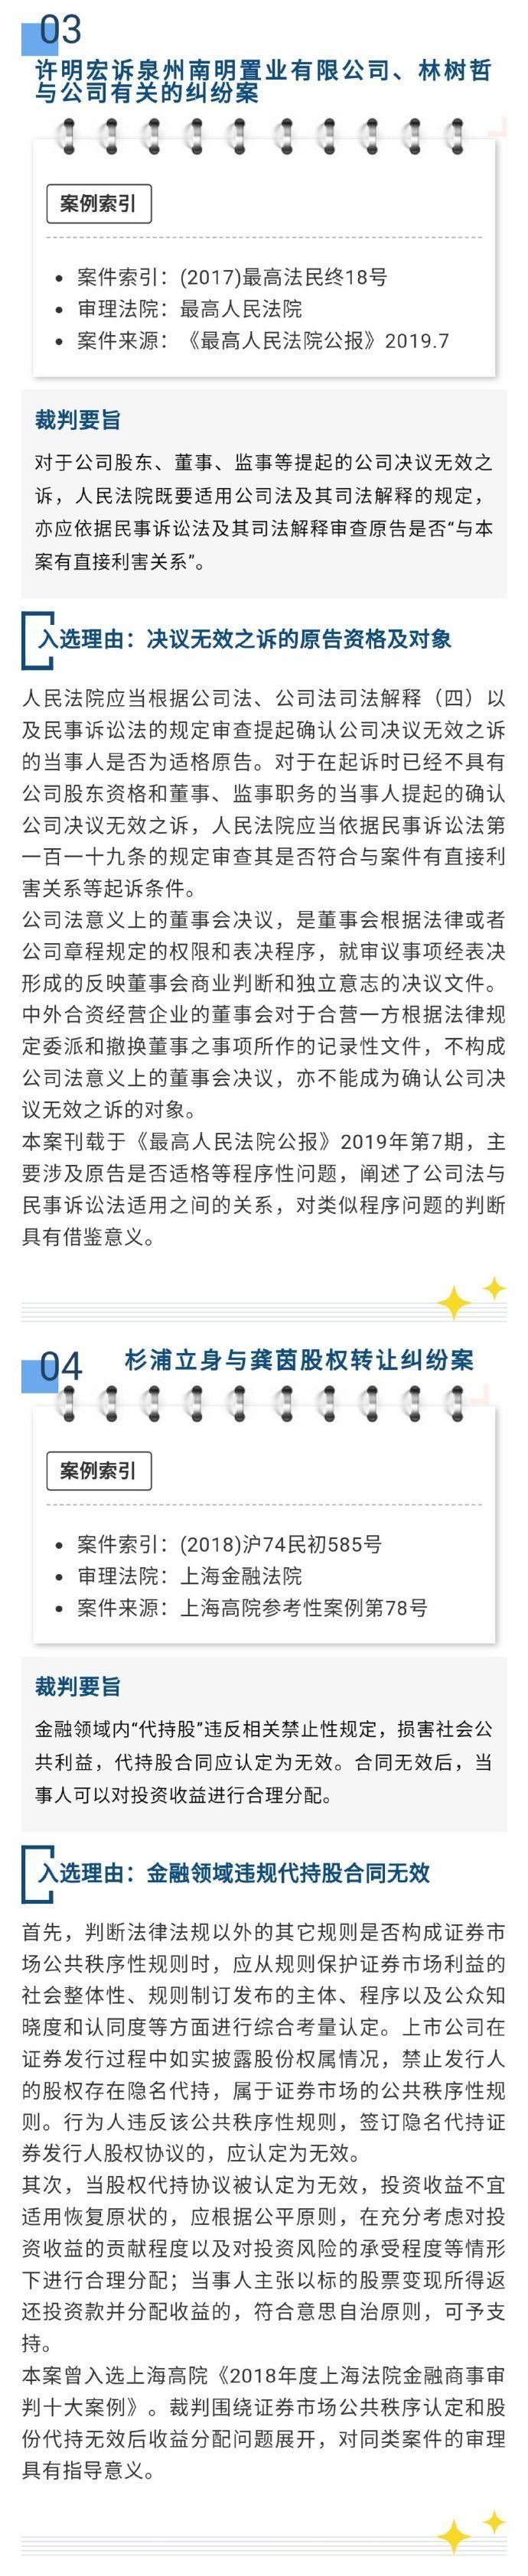 03
许明宏诉泉州南明置业有限公司、林树哲
与公司有关的纠纷案
案例索引
• 案件索引：(2017)最高法民终18号
• 审理法院：最高人民法院
• 案件来源：《最高人民法院公报》2019.7
裁判要旨
对于公司股东、董事、监事等提起的公司决议无效之
诉，人民法院既要适用公司法及其司法解释的规定，
亦应依据民事诉讼法及其司法解释审查原告是否“与本
案有直接利害关系”。
入选理由：决议无效之诉的原告资格及对象
人民法院应当根据公司法、公司法司法解释（四）以
及民事诉讼法的规定审查提起确认公司决议无效之诉
的当事人是否为适格原告。对于在起诉时已经不具有
公司股东资格和董事、监事职务的当事人提起的确认
公司决议无效之诉，人民法院应当依据民事诉讼法第
一百一十九条的规定审查其是否符合与案件有直接利
害关系等起诉条件。
公司法意义上的董事会决议，是董事会根据法律或者
公司章程规定的权限和表决程序，就审议事项经表决
形成的反映董事会商业判断和独立意志的决议文件。
中外合资经营企业的董事会对于合营一方根据法律规
定委派和撤换董事之事项所作的记录性文件，不构成
公司法意义上的董事会决议，亦不能成为确认公司决
议无效之诉的对象。
本案刊载于《最高人民法院公报》2019年第7期，主
要涉及原告是否适格等程序性问题，阐述了公司法与
民事诉讼法适用之间的关系，对类似程序问题的判断
具有借鉴意义。
04
杉浦立身与龚茵股权转让纠纷案
案例索引
• 案件索引：(2018)沪74民初585号
• 审理法院：上海金融法院
• 案件来源：上海高院参考性案例第78号
裁判要旨
金融领域内“代持股”违反相关禁止性规定，损害社会公
共利益，代持股合同应认定为无效。合同无效后，当
事人可以对投资收益进行合理分配。
入选理由：金融领域违规代持股合同无效
首先，判断法律法规以外的其它规则是否构成证券市
场公共秩序性规则时，应从规则保护证券市场利益的
社会整体性、规则制订发布的主体、程序以及公众知
晓度和认同度等方面进行综合考量认定。上市公司在
证券发行过程中如实披露股份权属情况，禁止发行人
的股权存在隐名代持，属于证券市场的公共秩序性规
则。行为人违反该公共秩序性规则，签订隐名代持证
券发行人股权协议的，应认定为无效。
其次，当股权代持协议被认定为无效，投资收益不宜
适用恢复原状的，应根据公平原则，在充分考虑对投
资收益的贡献程度以及对投资风险的承受程度等情形
下进行合理分配；当事人主张以标的股票变现所得返
还投资款并分配收益的，符合意思自治原则，可予支
持。
本案曾入选上海高院《2018年度上海法院金融商事审
判十大案例》。裁判围绕证券市场公共秩序认定和股
份代持无效后收益分配问题展开，对同类案件的审理
具有指导意义。